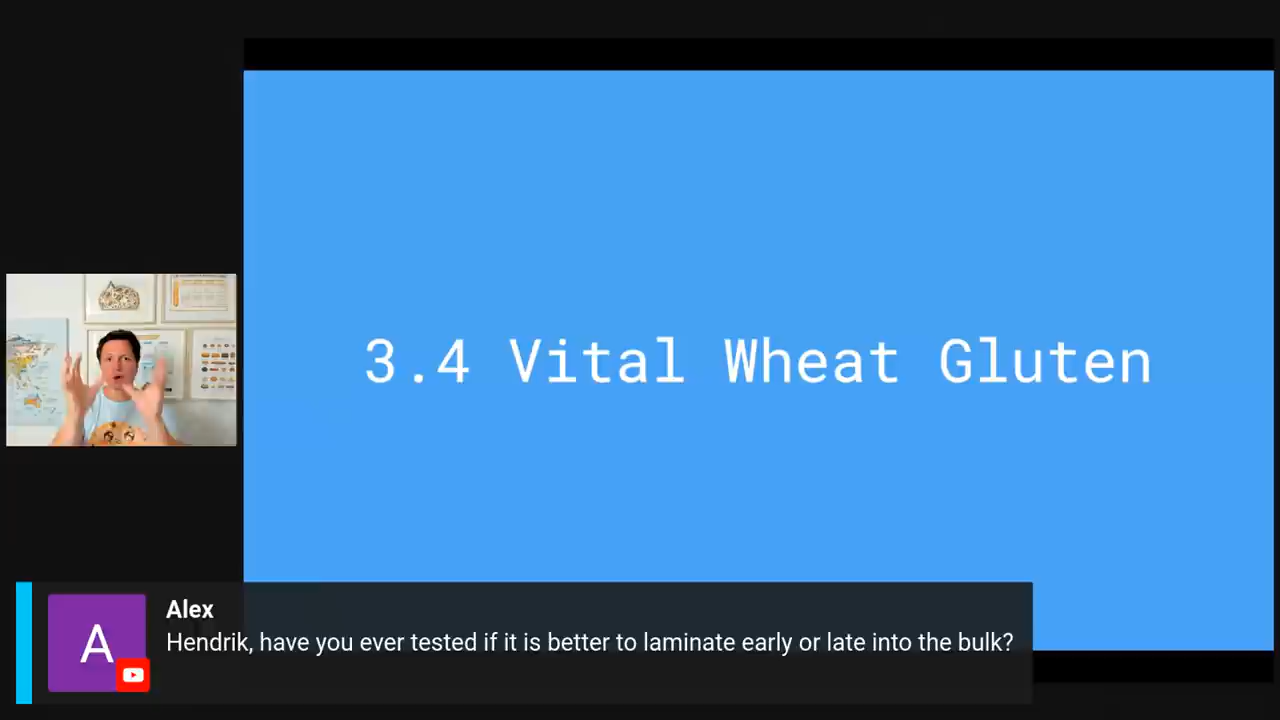 3.4 Vital Wheat Gluten
A
Alex
Hendrik, have you ever tested if it is better to laminate early or late into the bulk?